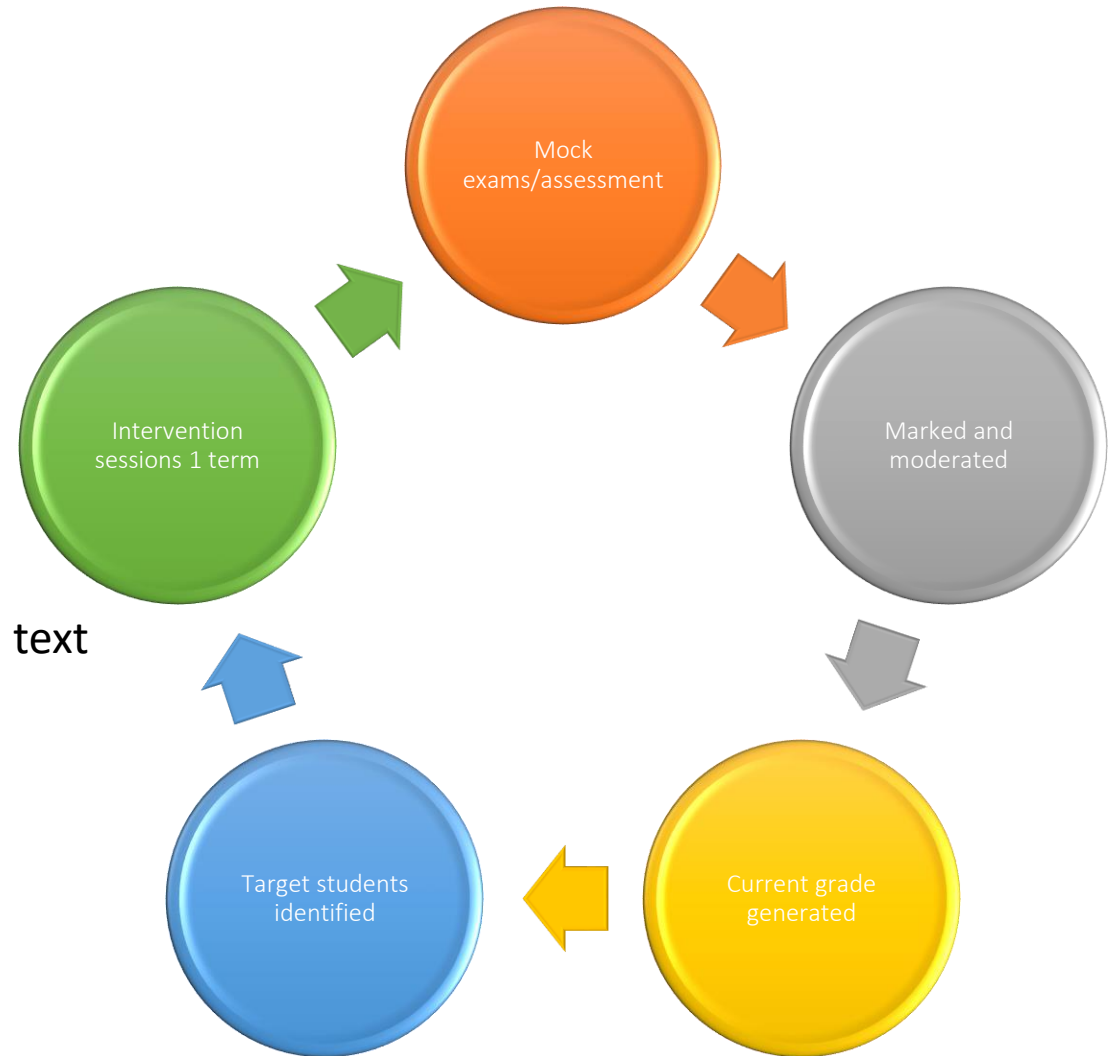 Mock
exams/assessment
Marked and
moderated
Current grade
generated
Target students
identified
Intervention
sessions 1 term
text